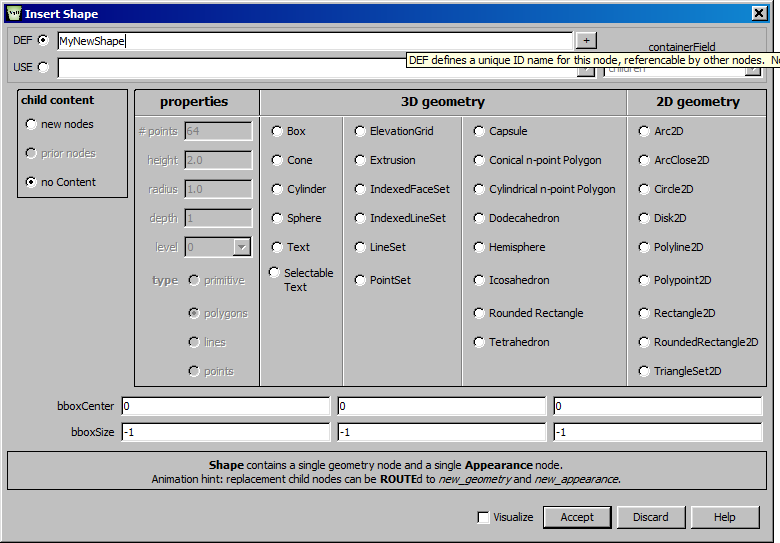 Insert Shape
DEF MyNewShape + containerField
DEF defines a unique ID name for this node, referencable by other nodes. No
USE children
child content
new nodes
prior nodes
no Content
properties
# points 64
height 2.0
radius 1.0
depth 1
level 0
type primitive
polygons
lines
points
3D geometry
Box
Cone
Cylinder
Sphere
Text
Selectable
Text
ElevationGrid
Extrusion
IndexedFaceSet
IndexedLineSet
LineSet
PointSet
Capsule
Conical n-point Polygon
Cylindrical n-point Polygon
Dodecahedron
Hemisphere
Icosahedron
Rounded Rectangle
Tetrahedron
2D geometry
Arc2D
ArcClose2D
Circle2D
Disk2D
Polyline2D
Polypoint2D
Rectangle2D
RoundedRectangle2D
TriangleSet2D
bboxCenter 0 0 0
bboxSize -1 -1 -1
Shape contains a single geometry node and a single Appearance node.
Animation hint: replacement child nodes can be ROUTEd to new_geometry and new_appearance.
Visualize Accept Discard Help